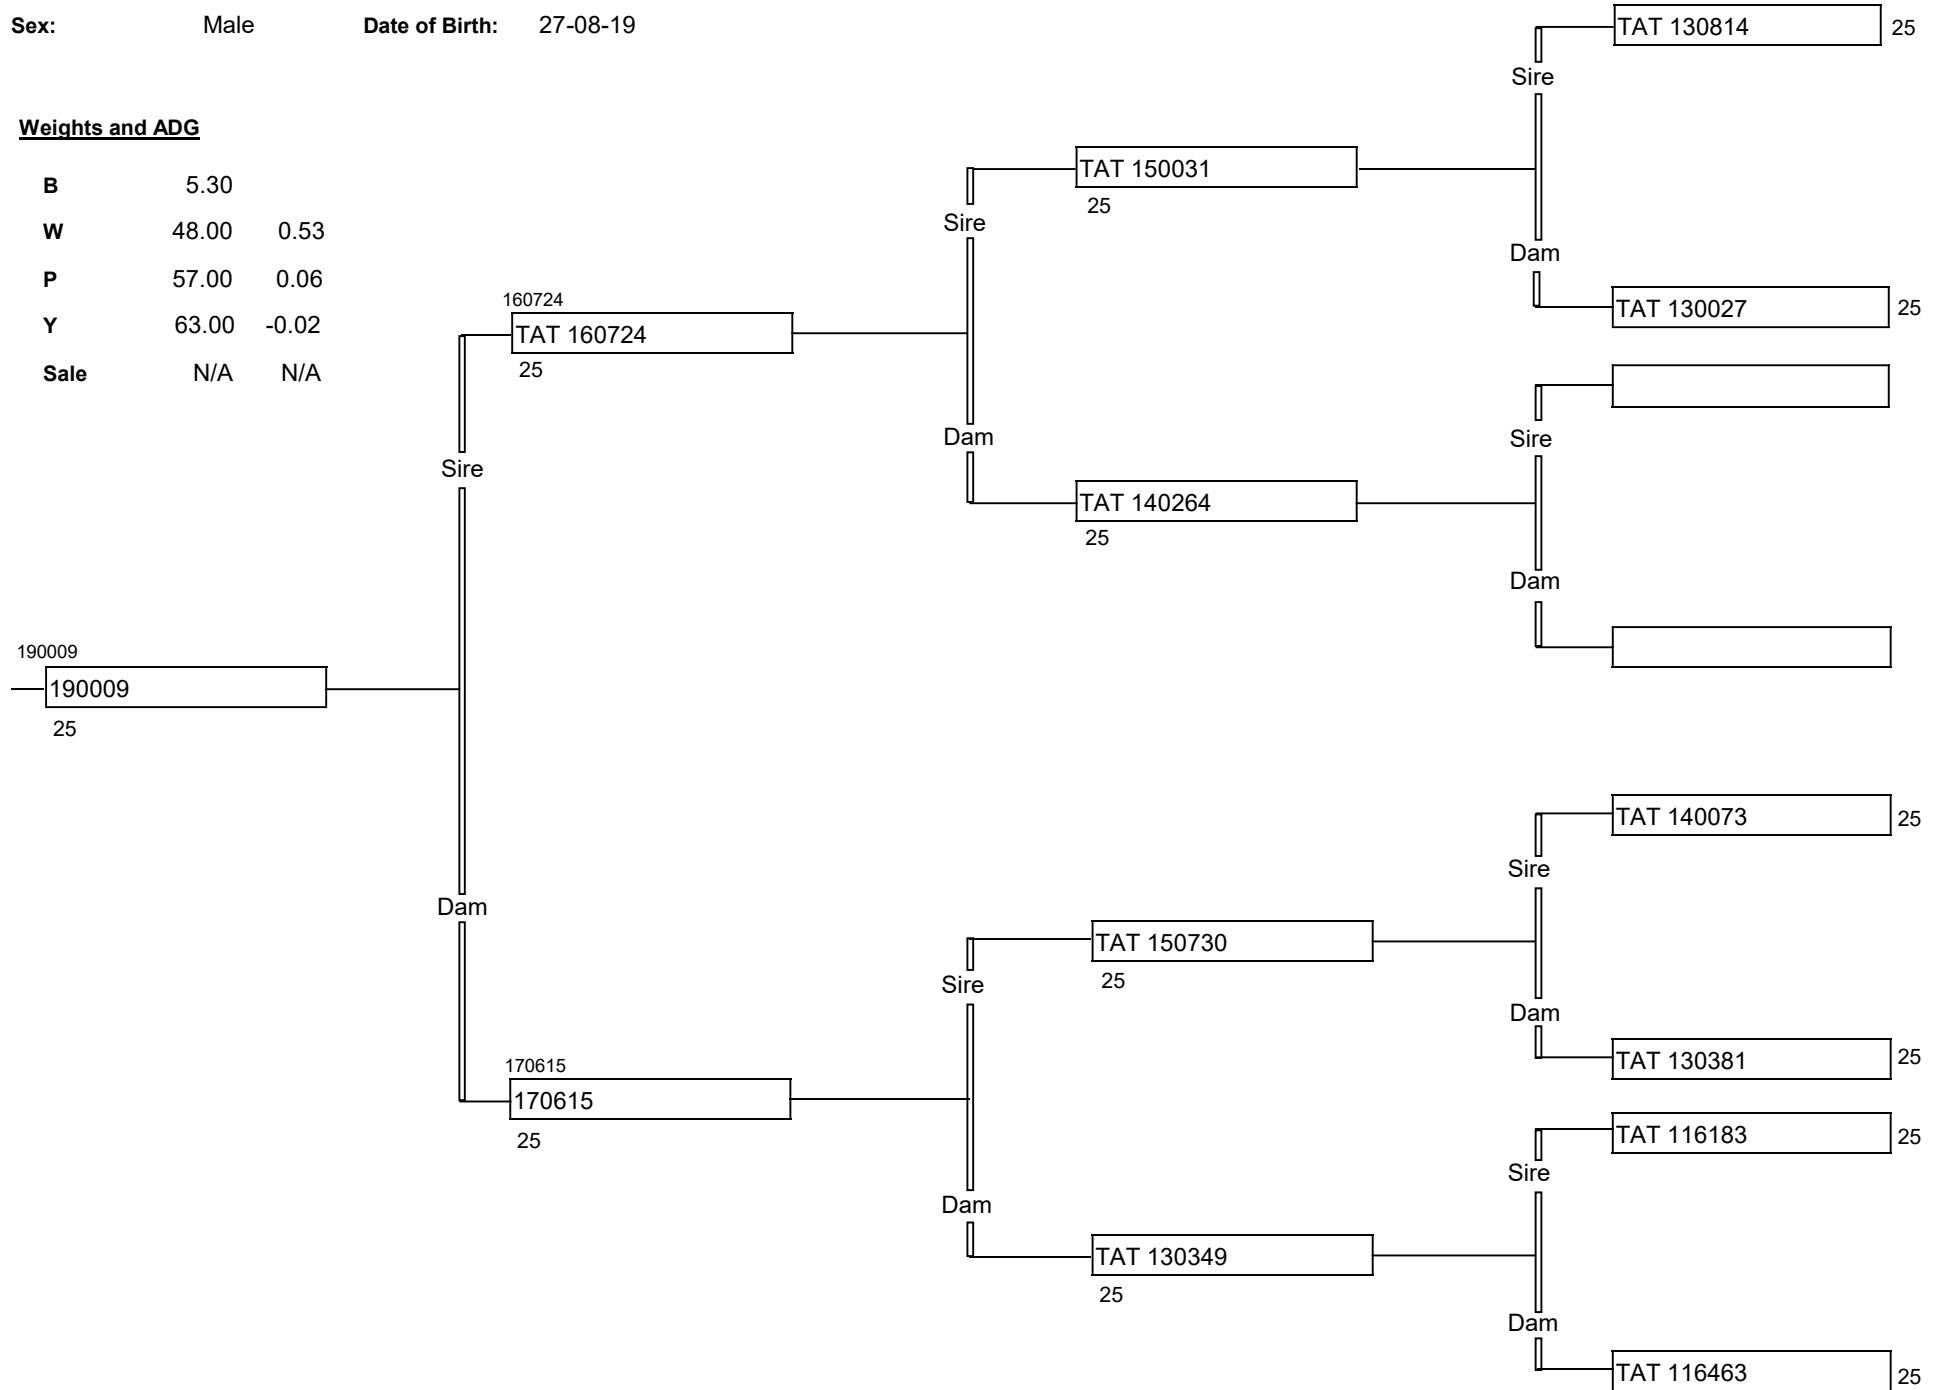 Sex: Male Date of Birth: 27-08-19
TAT 130814 25
Sire
Weights and ADG
B 5.30
W 48.00 0.53
P 57.00 0.06
Y 63.00 -0.02
Sale N/A N/A
TAT 150031
25
Sire
Dam
TAT 130027 25
160724
TAT 160724
25
Dam
Sire
Sire
TAT 140264
25
Dam
190009
190009
25
TAT 140073 25
Sire
Dam
TAT 150730
25
Sire
Dam
TAT 130381 25
170615
170615
25
TAT 116183 25
Sire
Dam
TAT 130349
25
Dam
TAT 116463 25